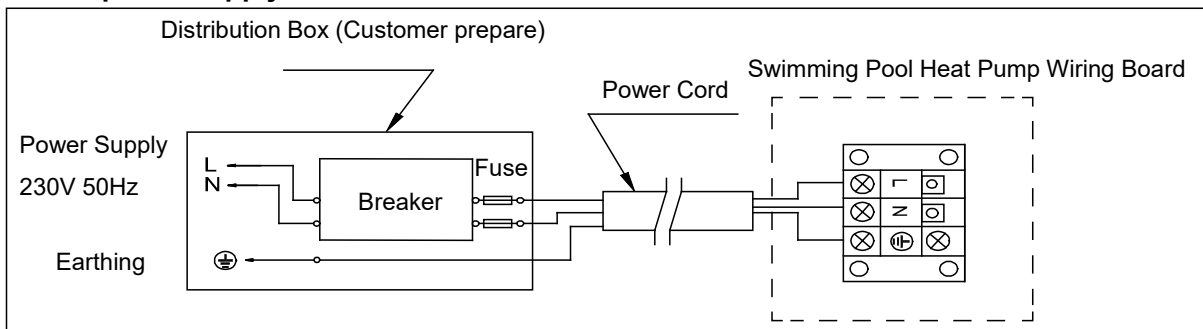 Distribution Box (Customer prepare)
Swimming Pool Heat Pump Wiring Board
Power Cord
Power Supply
230V 50Hz
L
N
Fuse
Breaker
Earthing
L
N